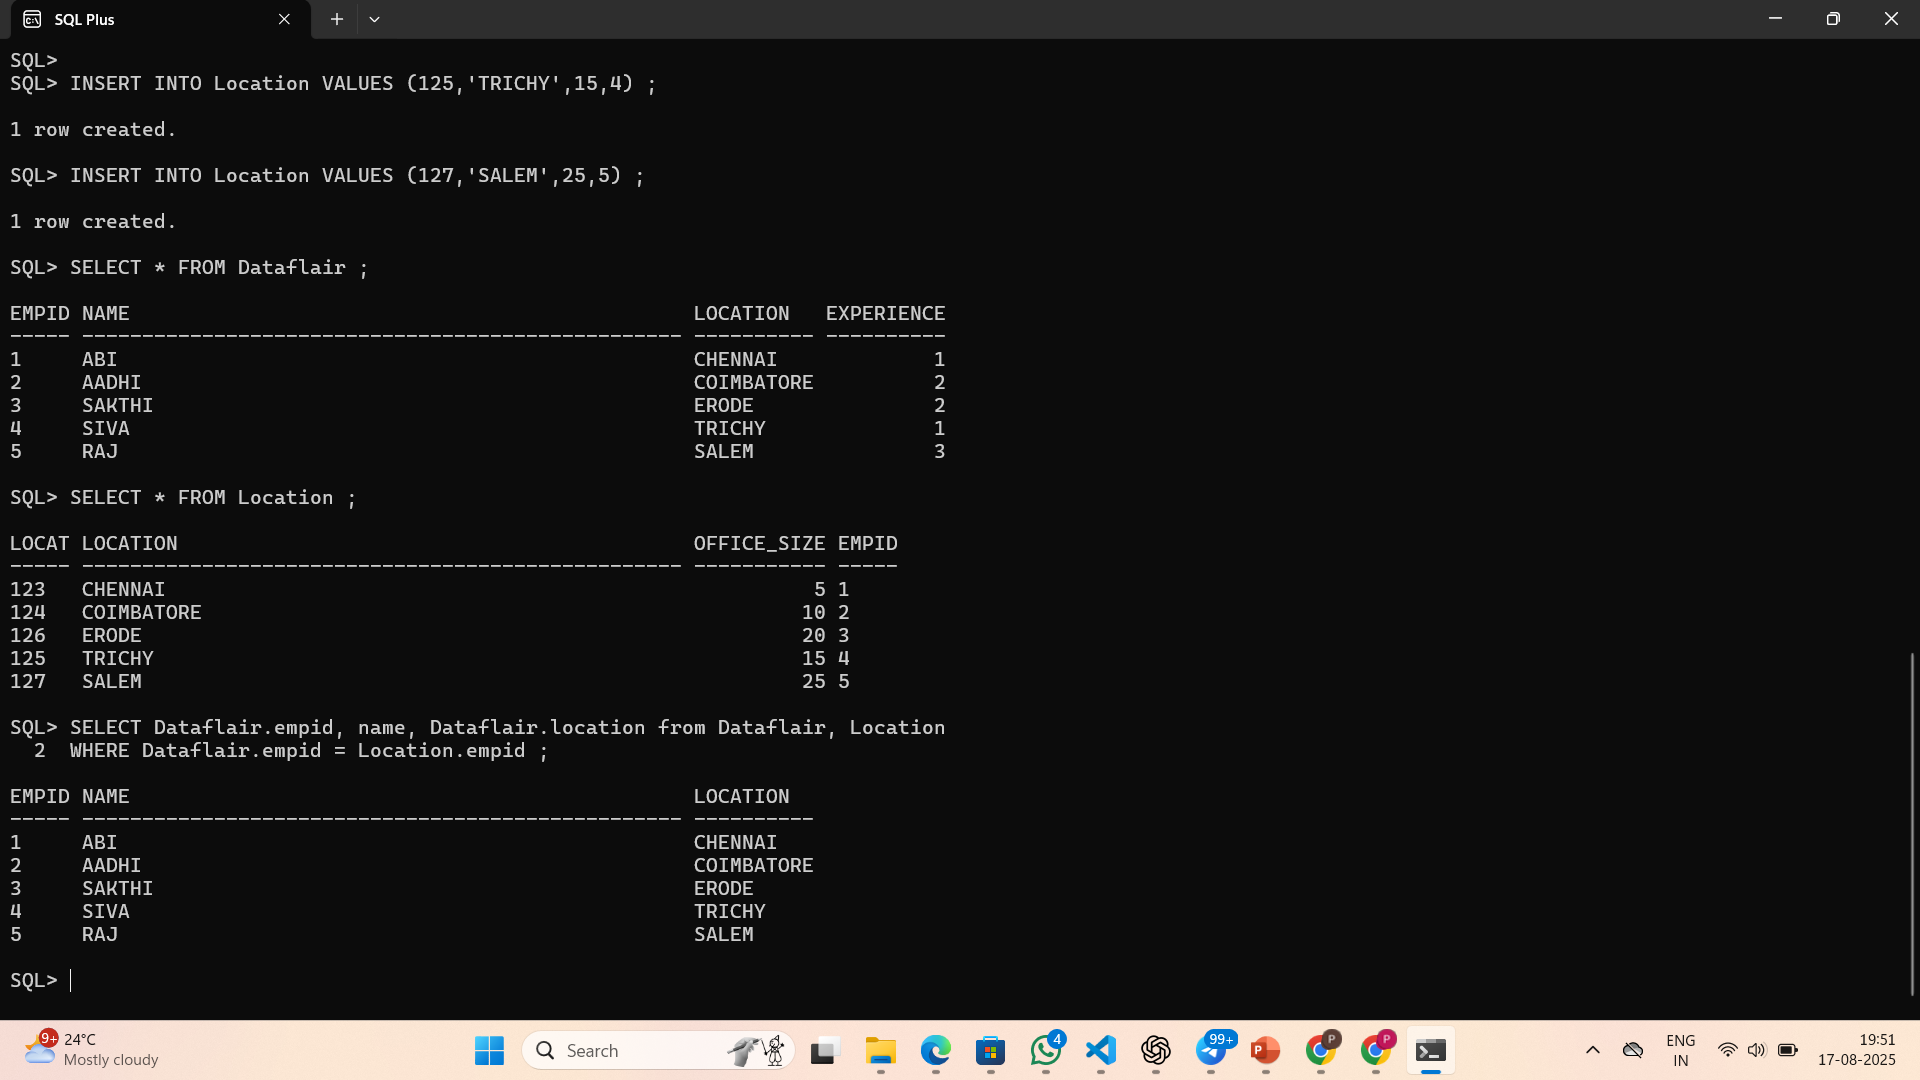 SQL Plus
SQL>
SQL> INSERT INTO Location VALUES (125,'TRICHY',15,4) ;
1 row created.
SQL> INSERT INTO Location VALUES (127,'SALEM',25,5) ;
1 row created.
SQL> SELECT * FROM Dataflair ;
EMPID NAME LOCATION EXPERIENCE
----- -------------------------------------------------- ---------- ----------
1 ABI CHENNAI 1
2 AADHI COIMBATORE 2
3 SAKTHI ERODE 2
4 SIVA TRICHY 1
5 RAJ SALEM 3
SQL> SELECT * FROM Location ;
LOCAT LOCATION OFFICE_SIZE EMPID
----- -------------------------------------------------- ----------- -----
123 CHENNAI 5 1
124 COIMBATORE 10 2
126 ERODE 20 3
125 TRICHY 15 4
127 SALEM 25 5
SQL> SELECT Dataflair.empid, name, Dataflair.location from Dataflair, Location
2 WHERE Dataflair.empid = Location.empid ;
EMPID NAME LOCATION
----- -------------------------------------------------- ----------
1 ABI CHENNAI
2 AADHI COIMBATORE
3 SAKTHI ERODE
4 SIVA TRICHY
5 RAJ SALEM
SQL>
9+ 24°C
Mostly cloudy
Search
4
99+
P
P
P
ENG
IN
19:51
17-08-2025